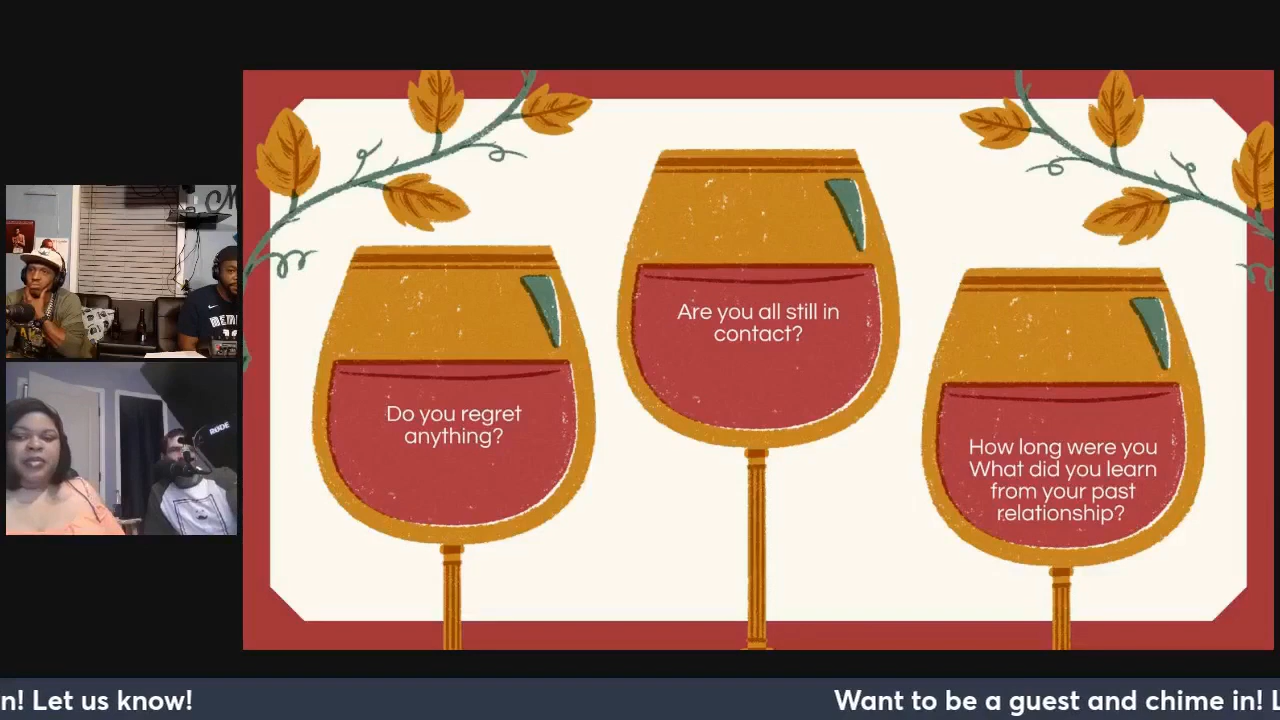 Do you regret
anything?
Are you all still in
contact?
How long were you
What did you learn
from your past
relationship?
RODE
n! Let us know!
Want to be a guest and chime in! L